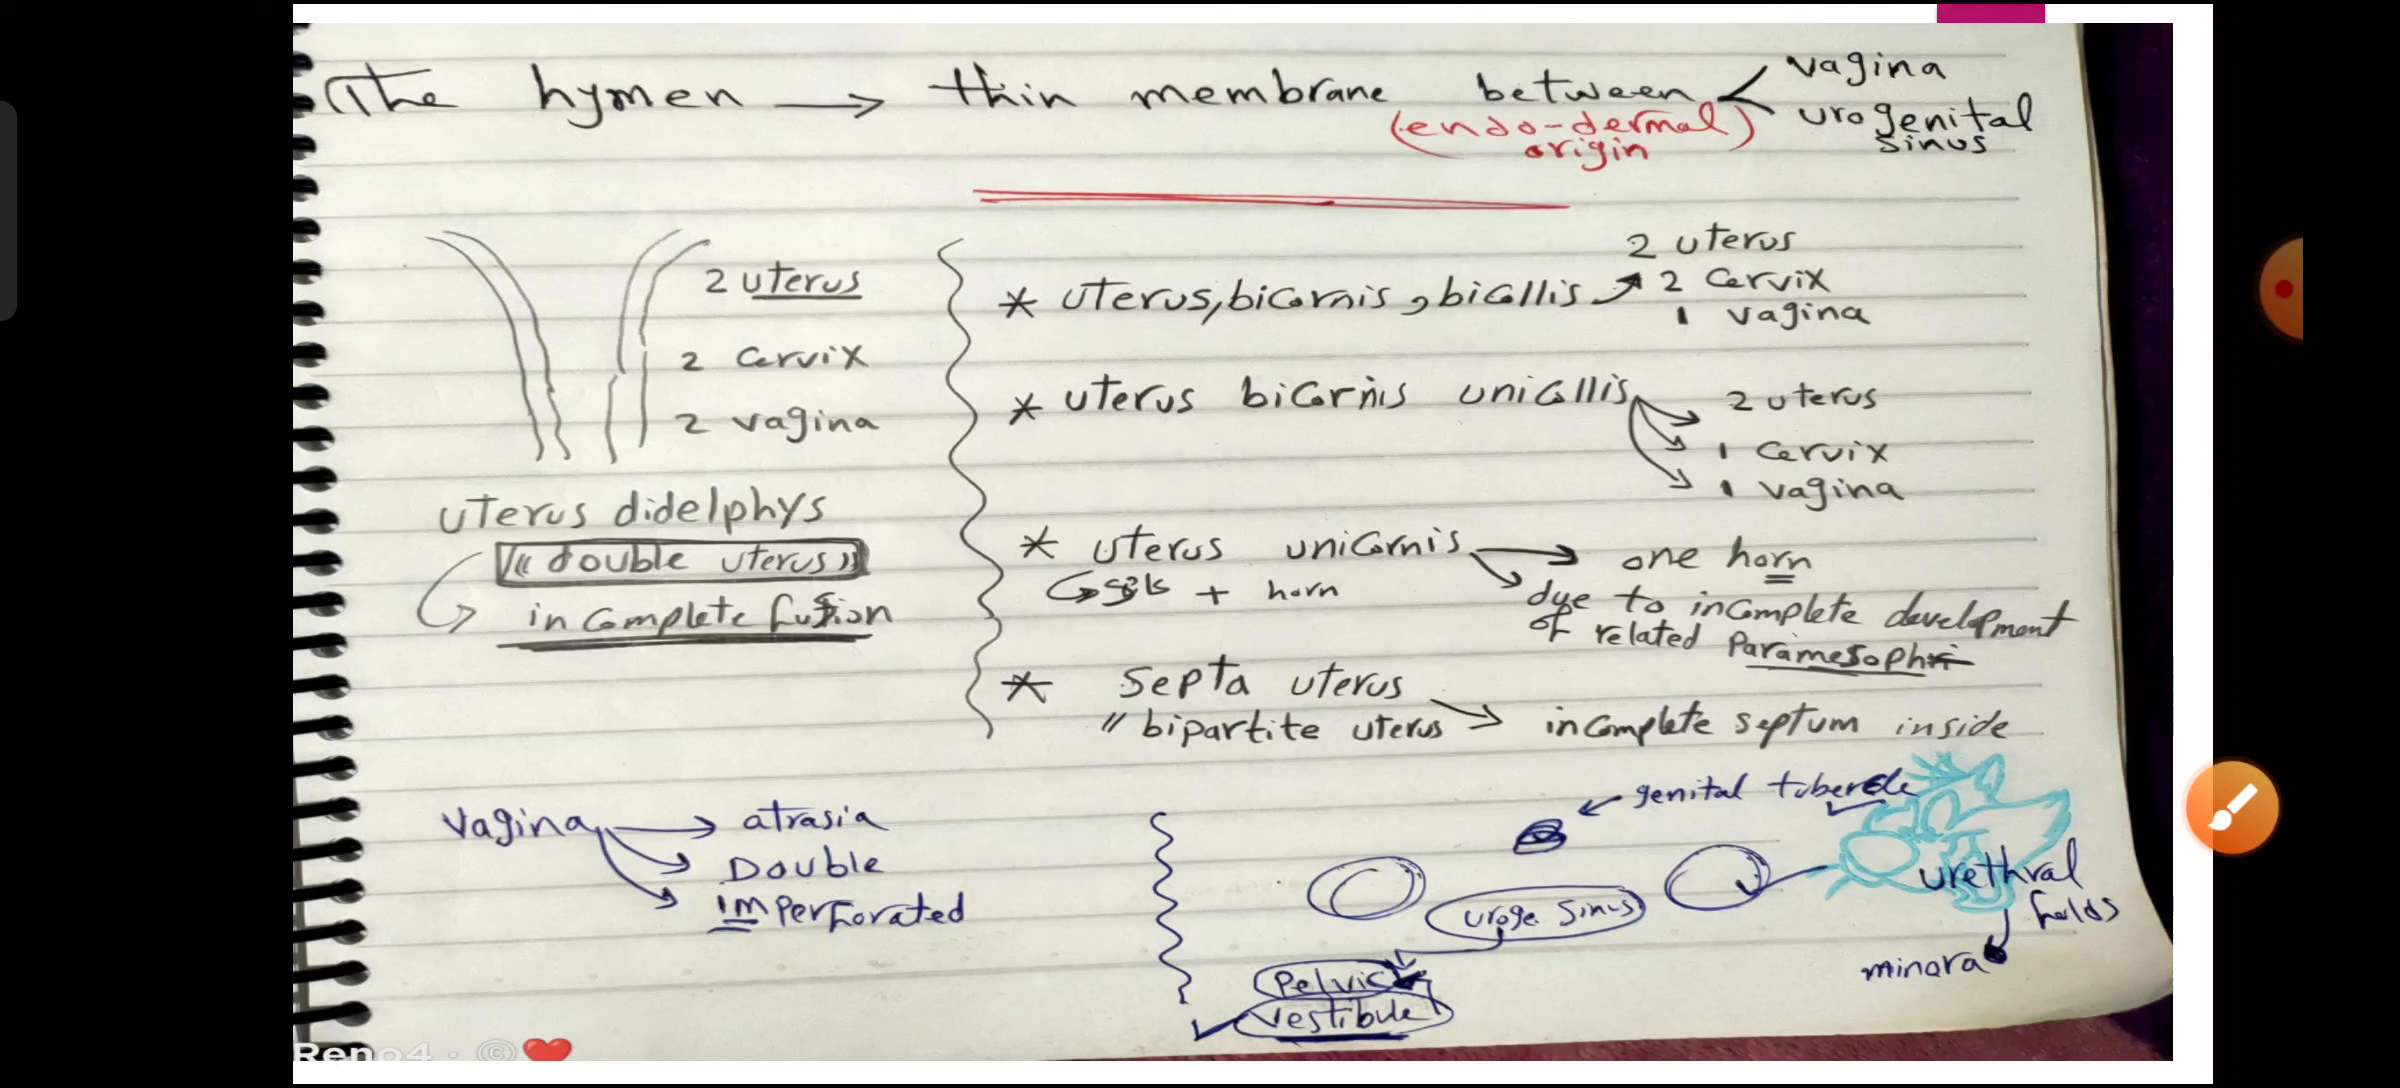 The hymen → thin membrane between < vagina
urogenital
sinus
(endo-dermal)
origin
2 uterus
2 cervix
2 vagina
uterus didelphys
(( double uterus ))
incomplete fusion
* uterus, bicornis, bicollis
2 uterus
2 cervix
1 vagina
* uterus bicornis unicollis
2 uterus
1 cervix
1 vagina
* uterus unicornis → one horn
+ horn
due to incomplete development
of related Paramesoph
* septa uterus
" bipartite uterus → incomplete septum inside
vagina → atrasia
Double
imperforated
genital tubercle
uroge sinus
urethral
folds
minora
Pelvic
vestibule
Reno4 · ©❤